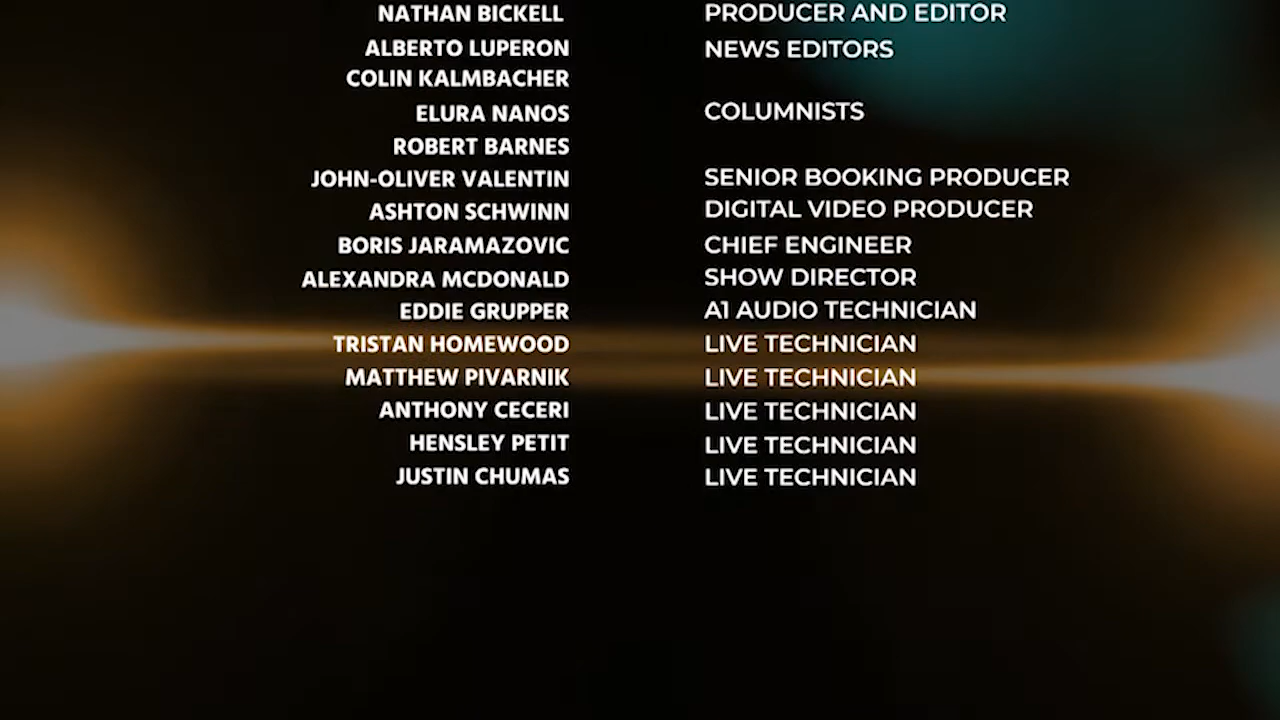 NATHAN BICKELL PRODUCER AND EDITOR
ALBERTO LUPERON NEWS EDITORS
COLIN KALMBACHER
ELURA NANOS COLUMNISTS
ROBERT BARNES
JOHN-OLIVER VALENTIN SENIOR BOOKING PRODUCER
ASHTON SCHWINN DIGITAL VIDEO PRODUCER
BORIS JARAMAZOVIC CHIEF ENGINEER
ALEXANDRA MCDONALD SHOW DIRECTOR
EDDIE GRUPPER A1 AUDIO TECHNICIAN
TRISTAN HOMEWOOD LIVE TECHNICIAN
MATTHEW PIVARNIK LIVE TECHNICIAN
ANTHONY CECERI LIVE TECHNICIAN
HENSLEY PETIT LIVE TECHNICIAN
JUSTIN CHUMAS LIVE TECHNICIAN